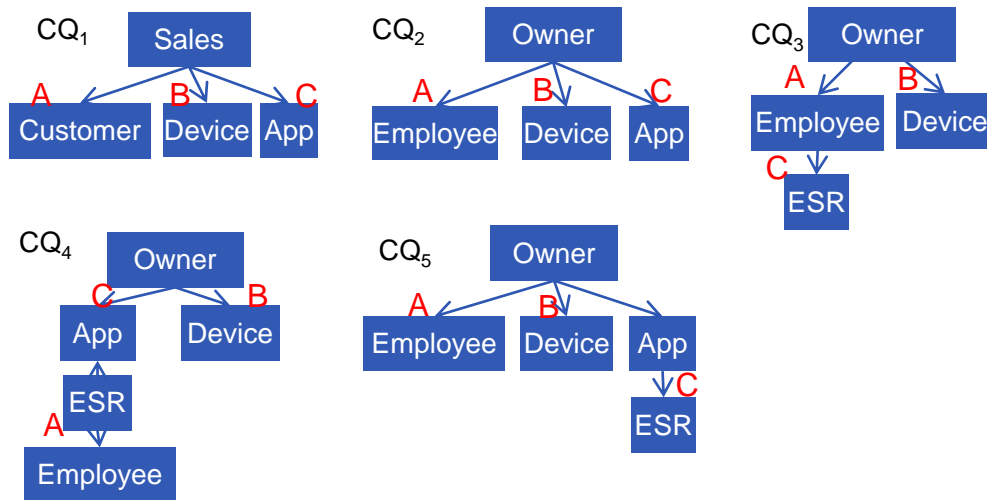 CQ1
Sales
A
B
C
Customer
Device
App
CQ2
Owner
A
B
C
Employee
Device
App
CQ3
Owner
A
B
Employee
Device
C
ESR
CQ4
Owner
C
B
App
Device
ESR
A
Employee
CQ5
Owner
A
B
Employee
Device
App
C
ESR